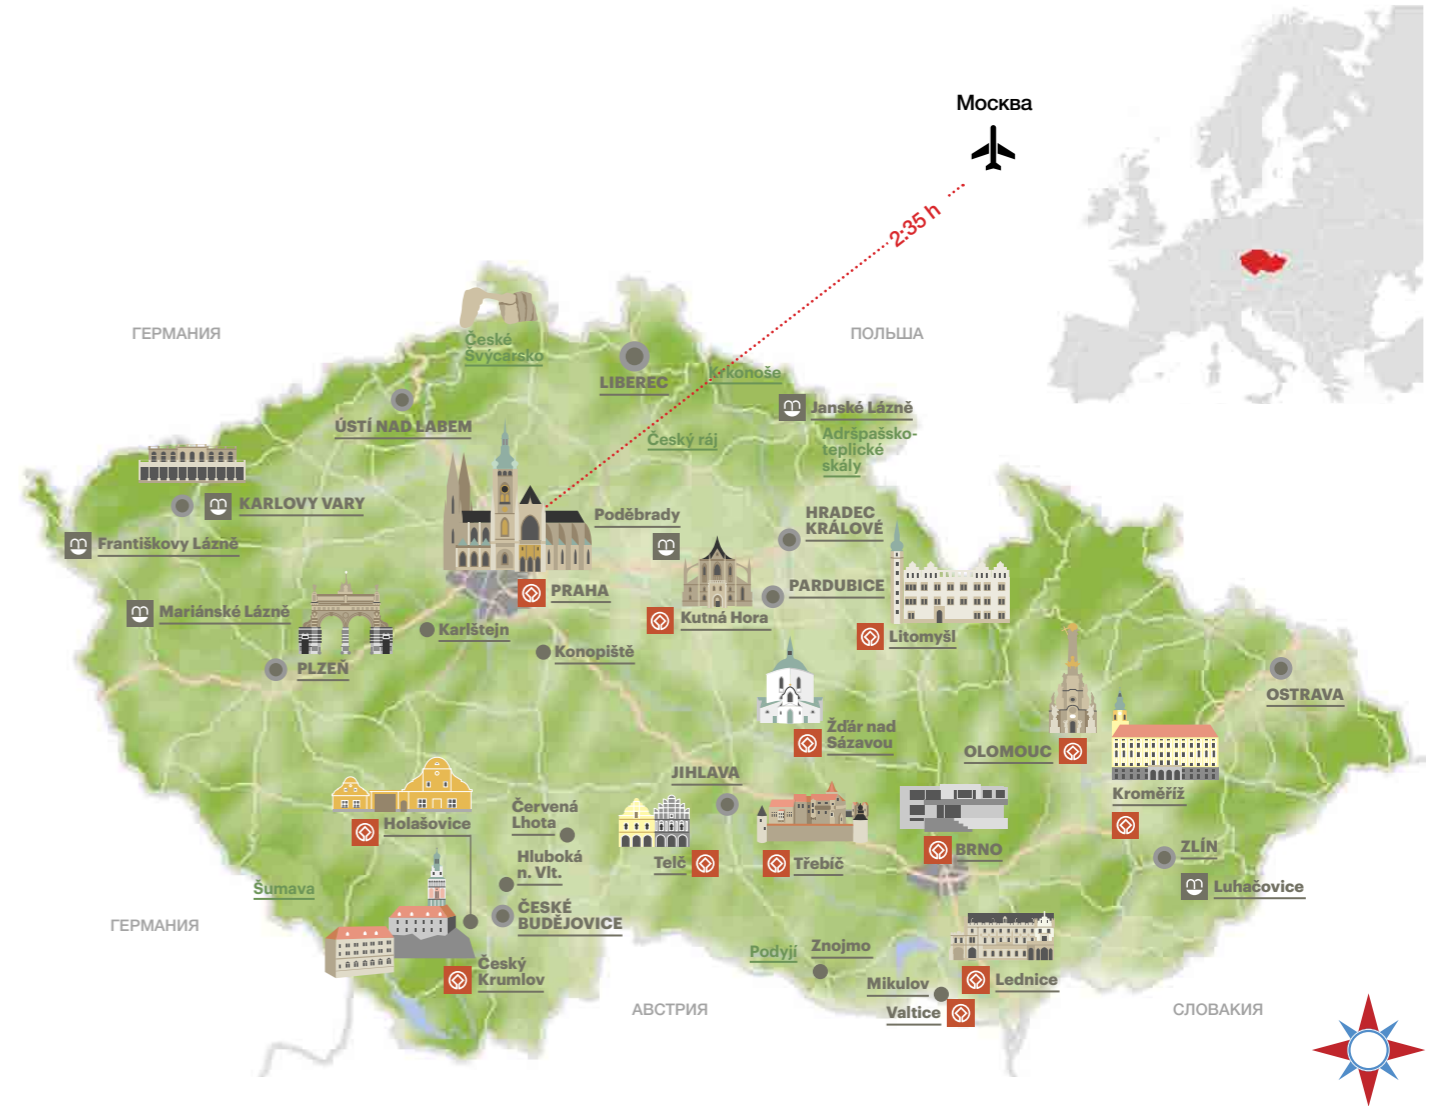 Москва
2:35 h
ГЕРМАНИЯ
ПОЛЬША
České
Švýcarsko
LIBEREC
Krkonoše
Janské Lázně
ÚSTÍ NAD LABEM
Český ráj
Adršpašsko-
teplické
skály
KARLOVY VARY
Františkovy Lázně
Poděbrady
HRADEC
KRÁLOVÉ
PRAHA
PARDUBICE
Mariánské Lázně
Kutná Hora
Karlštejn
Litomyšl
Konopiště
PLZEŇ
OSTRAVA
Žďár nad
Sázavou
OLOMOUC
JIHLAVA
Kroměříž
Holašovice
Červená
Lhota
Telč
Třebíč
BRNO
ZLÍN
Hluboká
n. Vlt.
Luhačovice
Šumava
ČESKÉ
BUDĚJOVICE
ГЕРМАНИЯ
Podyjí
Znojmo
Český
Krumlov
Lednice
Mikulov
Valtice
АВСТРИЯ
СЛОВАКИЯ